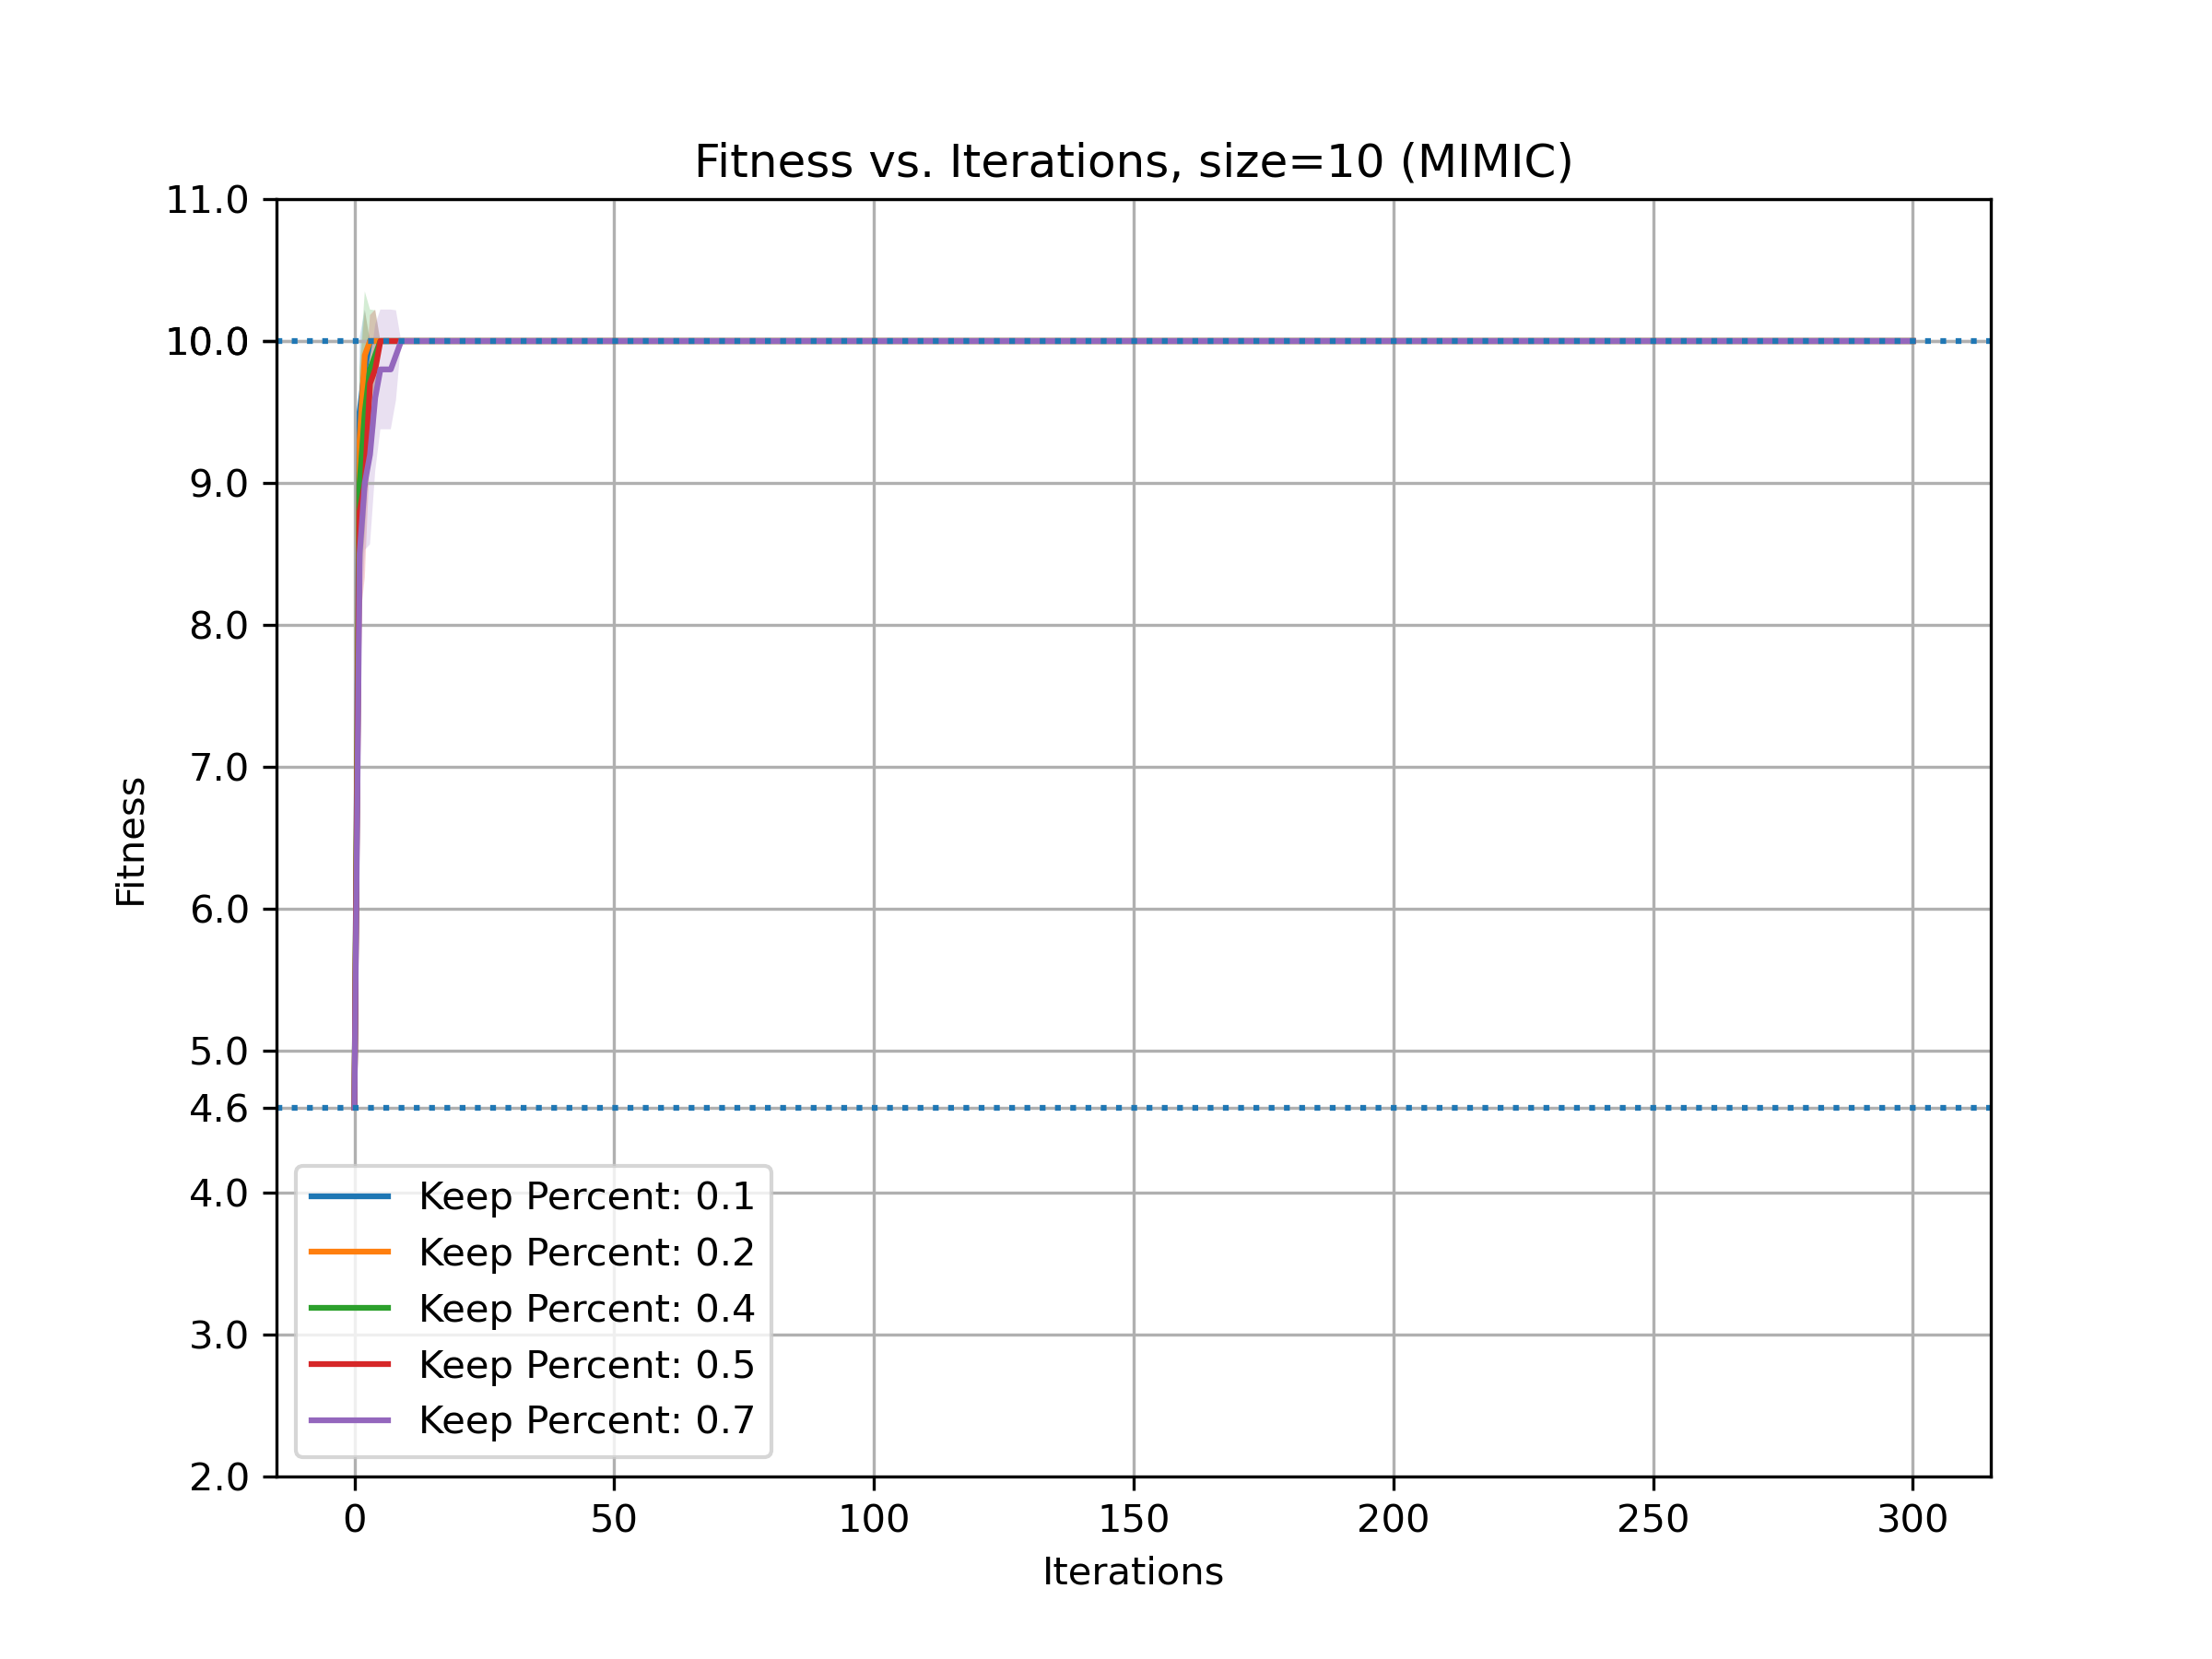 Fitness vs. Iterations, size=10 (MIMIC)
11.0
10.0
9.0
8.0
7.0
6.0
5.0
4.6
4.0
3.0
2.0
Fitness
Keep Percent: 0.1
Keep Percent: 0.2
Keep Percent: 0.4
Keep Percent: 0.5
Keep Percent: 0.7
0 50 100 150 200 250 300
Iterations